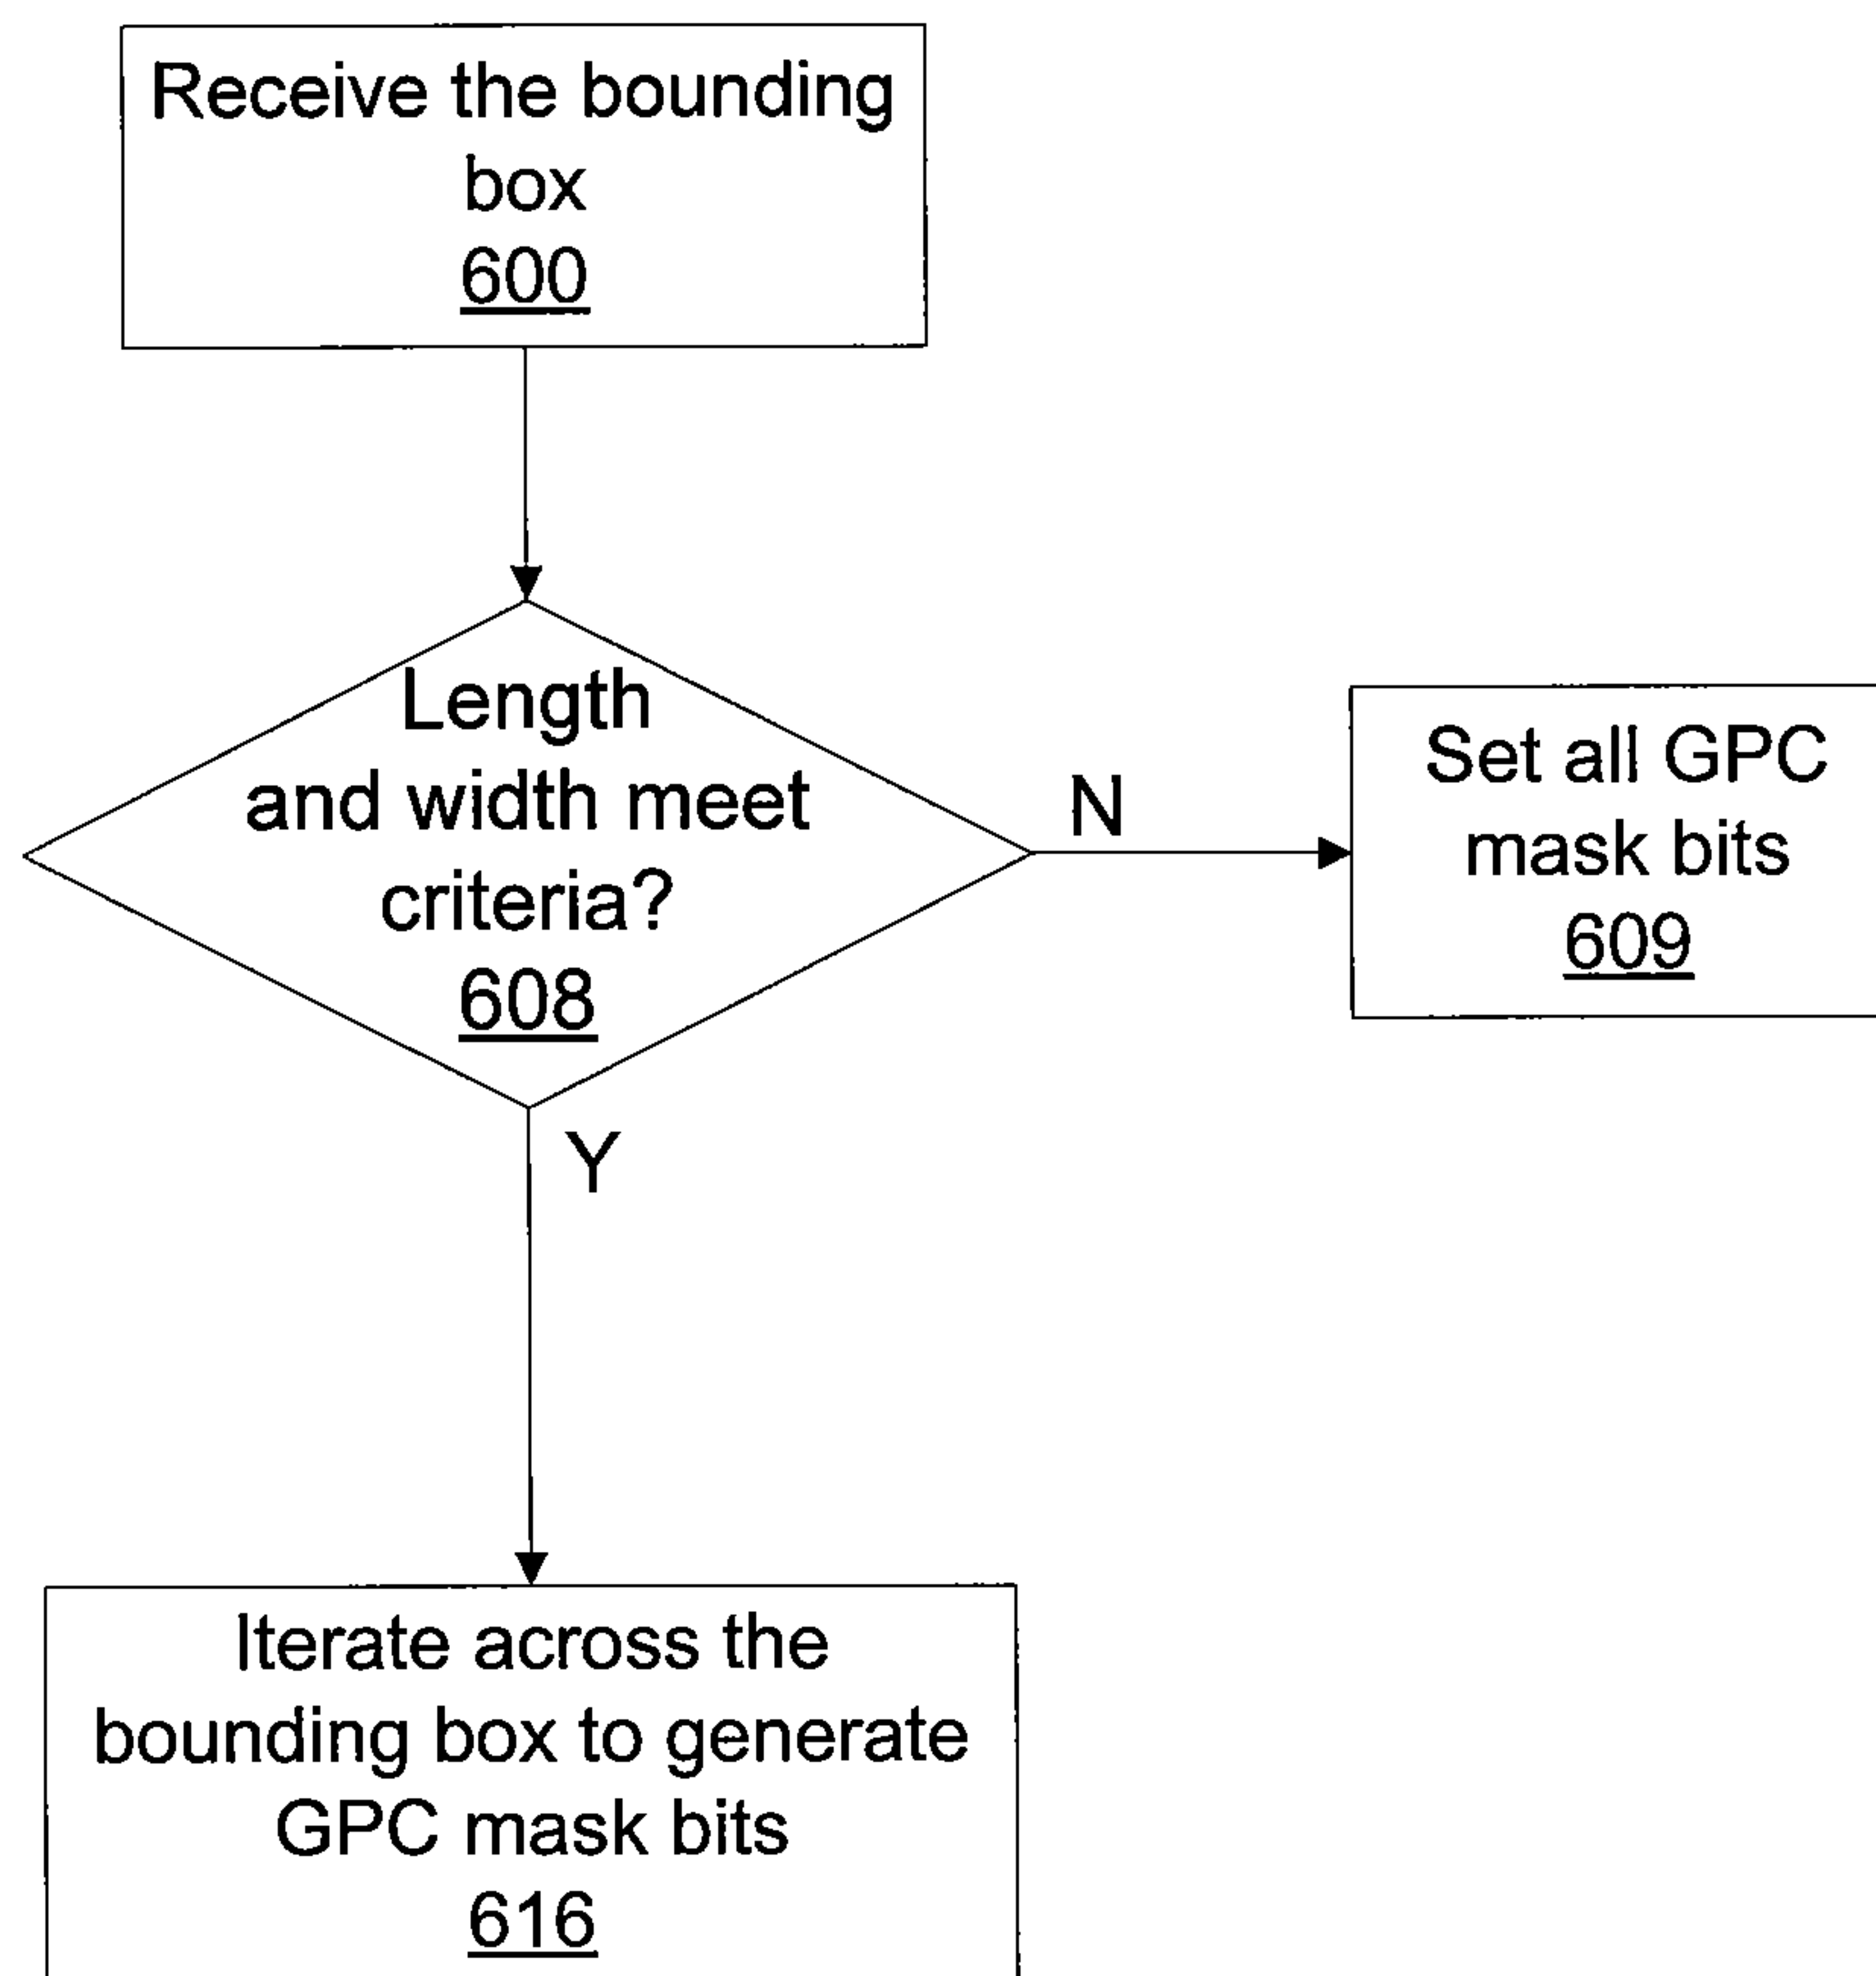 Receive the bounding
box
600
Length
and width meet
criteria?
608
N
Set all GPC
mask bits
609
Y
Iterate across the
bounding box to generate
GPC mask bits
616